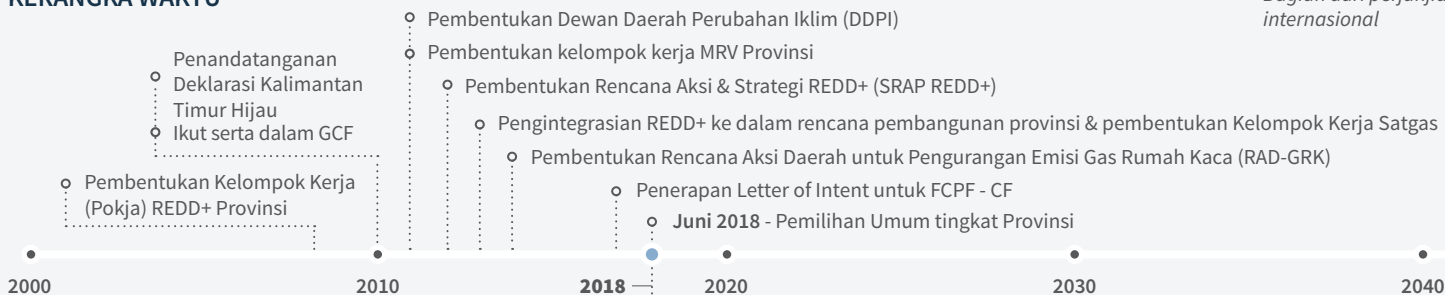 KERANGKA WAKTU
internasional
Pembentukan Dewan Daerah Perubahan Iklim (DDPI)
Pembentukan kelompok kerja MRV Provinsi
Penandatanganan
Deklarasi Kalimantan
Timur Hijau
Ikut serta dalam GCF
Pembentukan Rencana Aksi & Strategi REDD+ (SRAP REDD+)
Pengintegrasian REDD+ ke dalam rencana pembangunan provinsi & pembentukan Kelompok Kerja Satgas
Pembentukan Rencana Aksi Daerah untuk Pengurangan Emisi Gas Rumah Kaca (RAD-GRK)
Pembentukan Kelompok Kerja
(Pokja) REDD+ Provinsi
Penerapan Letter of Intent untuk FCPF - CF
Juni 2018 - Pemilihan Umum tingkat Provinsi
2000
2010
2018
2020
2030
2040